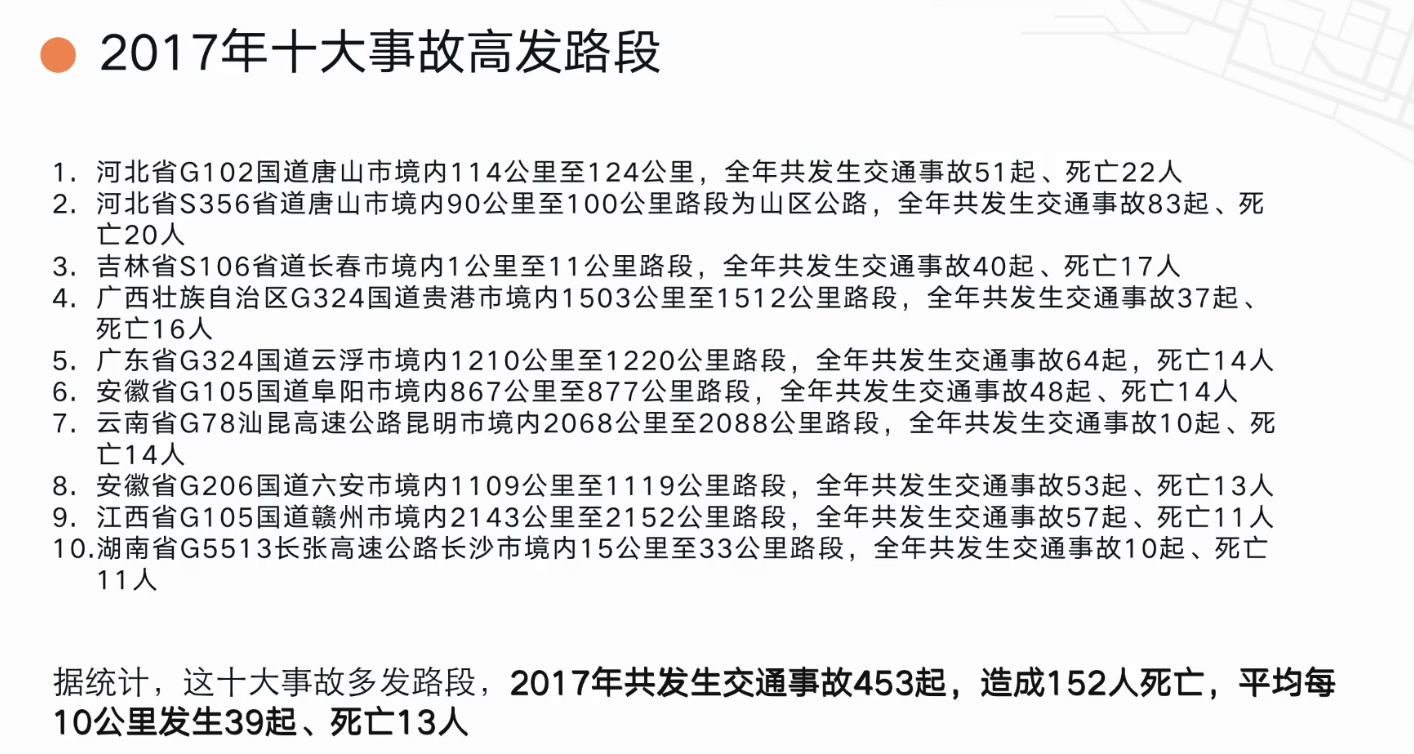 2017年十大事故高发路段
1. 河北省G102国道唐山市境内114公里至124公里，全年共发生交通事故51起、死亡22人
2. 河北省S356省道唐山市境内90公里至100公里路段为山区公路，全年共发生交通事故83起、死
亡20人
3. 吉林省S106省道长春市境内1公里至11公里路段，全年共发生交通事故40起、死亡17人
4. 广西壮族自治区G324国道贵港市境内1503公里至1512公里路段，全年共发生交通事故37起、
死亡16人
5. 广东省G324国道云浮市境内1210公里至1220公里路段，全年共发生交通事故64起，死亡14人
6. 安徽省G105国道阜阳市境内867公里至877公里路段，全年共发生交通事故48起、死亡14人
7. 云南省G78汕昆高速公路昆明市境内2068公里至2088公里路段，全年共发生交通事故10起、死
亡14人
8. 安徽省G206国道六安市境内1109公里至1119公里路段，全年共发生交通事故53起、死亡13人
9. 江西省G105国道赣州市境内2143公里至2152公里路段，全年共发生交通事故57起、死亡11人
10.湖南省G5513长张高速公路长沙市境内15公里至33公里路段，全年共发生交通事故10起、死亡
11人
据统计，这十大事故多发路段，2017年共发生交通事故453起，造成152人死亡，平均每
10公里发生39起、死亡13人